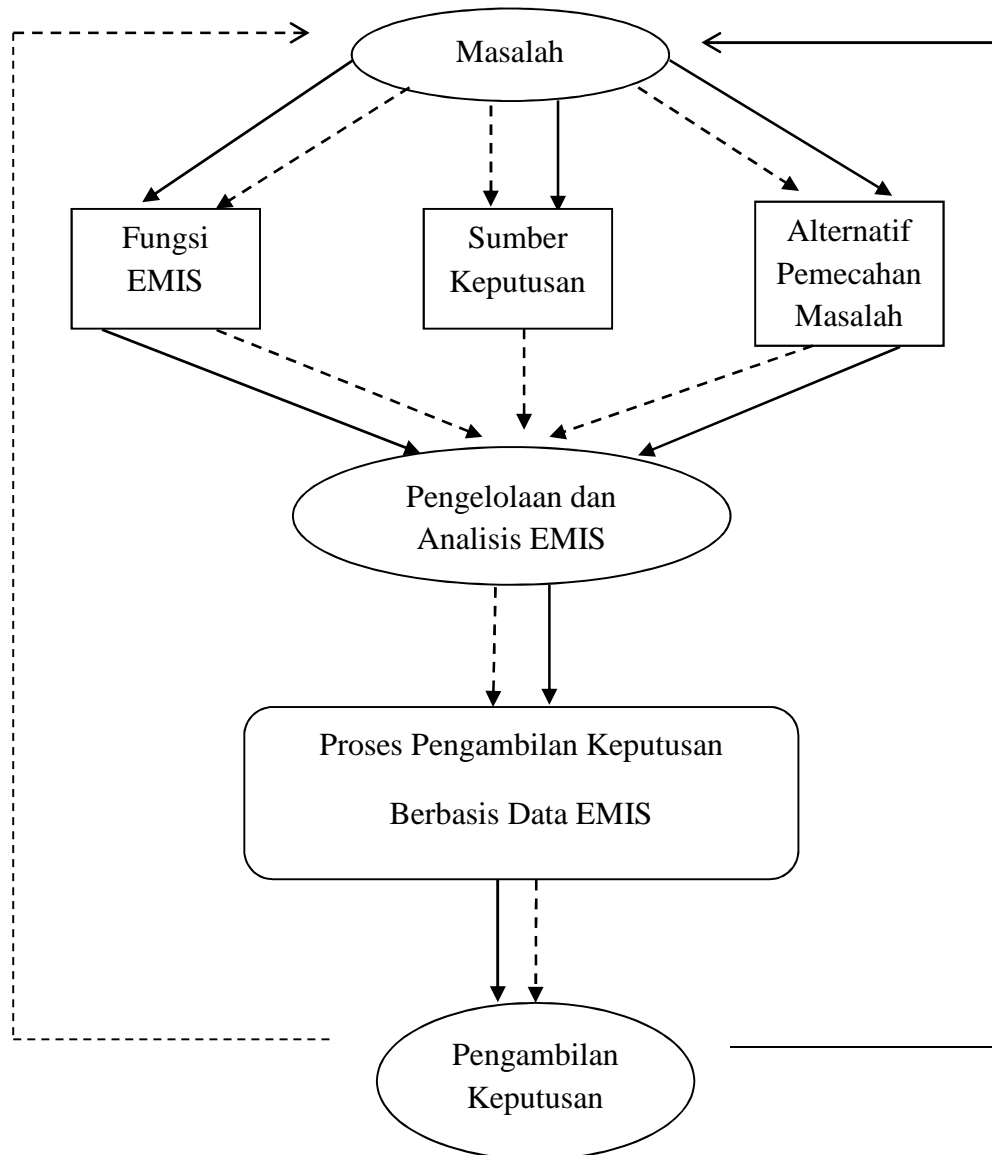 Masalah
Fungsi
EMIS
Sumber
Keputusan
Alternatif
Pemecahan
Masalah
Pengelolaan dan
Analisis EMIS
Proses Pengambilan Keputusan
Berbasis Data EMIS
Pengambilan
Keputusan